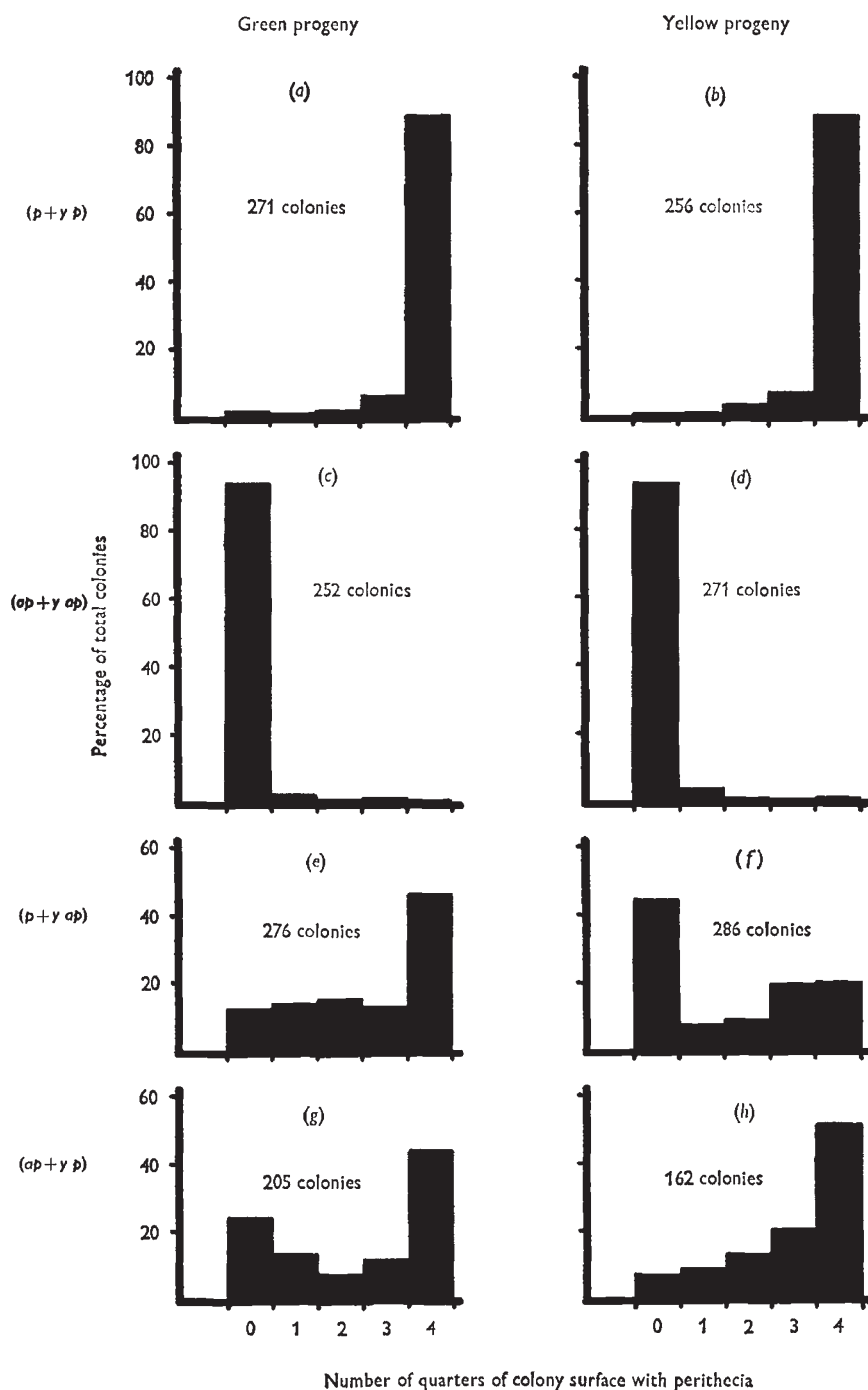 Green progeny
Yellow progeny
(a)
(b)
100
80
60
40
20
(p+y p)
271 colonies
256 colonies
(c)
(d)
100
80
60
40
20
(ap+y ap)
Percentage of total colonies
252 colonies
271 colonies
(e)
(f)
60
40
20
(p+y ap)
276 colonies
286 colonies
(g)
(h)
60
40
20
(ap+y p)
205 colonies
162 colonies
0 1 2 3 4
0 1 2 3 4
Number of quarters of colony surface with perithecia